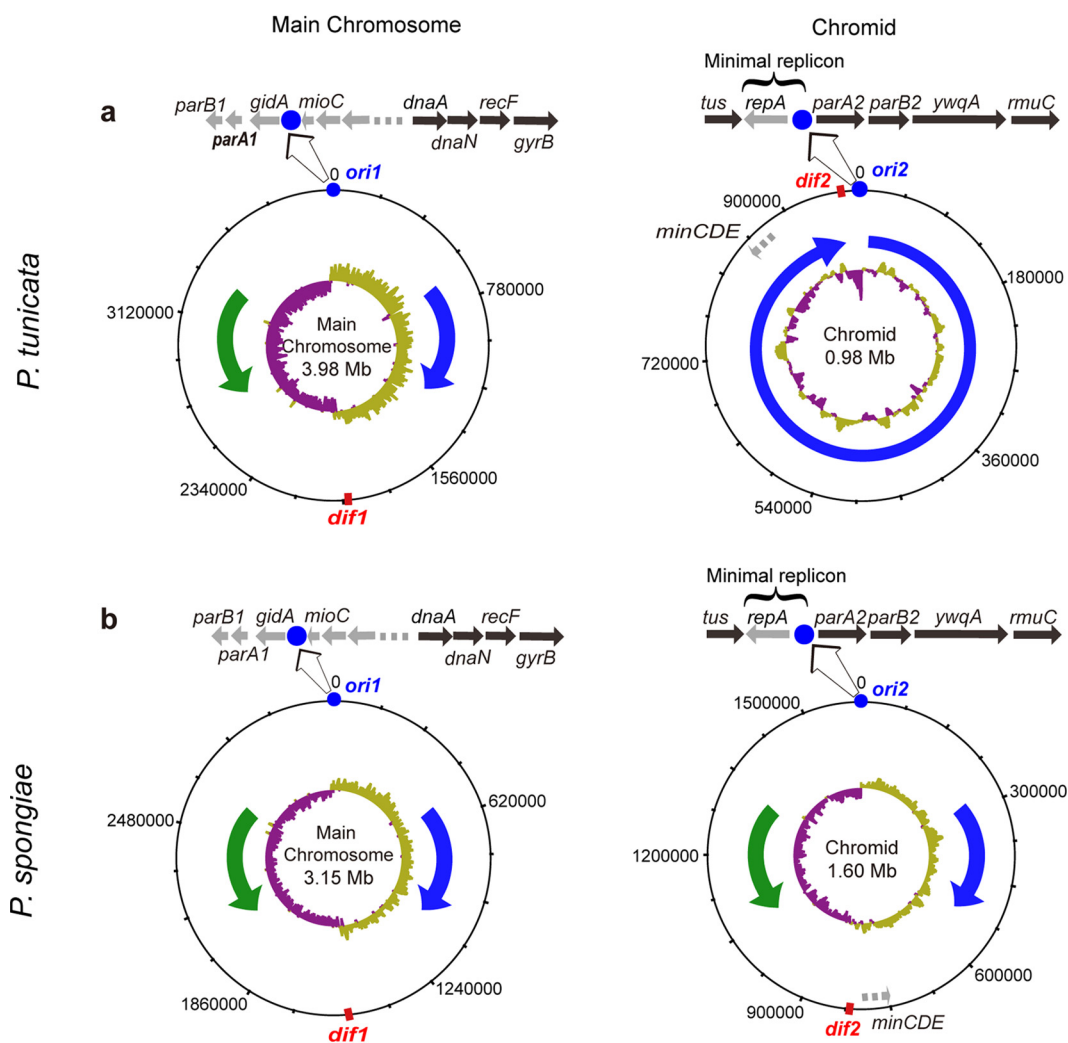 Main Chromosome
Chromid
P. tunicata
a
parB1
gidA
mioC
dnaA
recF
parA1
dnaN
gyrB
0
ori1
780000
1560000
2340000
3120000
dif1
Main
Chromosome
3.98 Mb
Minimal replicon
tus
repA
parA2
parB2
ywqA
rmuC
0
ori2
dif2
900000
minCDE
180000
360000
540000
720000
Chromid
0.98 Mb
P. spongiae
b
parB1
gidA
mioC
dnaA
recF
parA1
dnaN
gyrB
0
ori1
620000
1240000
1860000
2480000
dif1
Main
Chromosome
3.15 Mb
Minimal replicon
tus
repA
parA2
parB2
ywqA
rmuC
0
ori2
1500000
300000
600000
900000
1200000
dif2
minCDE
Chromid
1.60 Mb